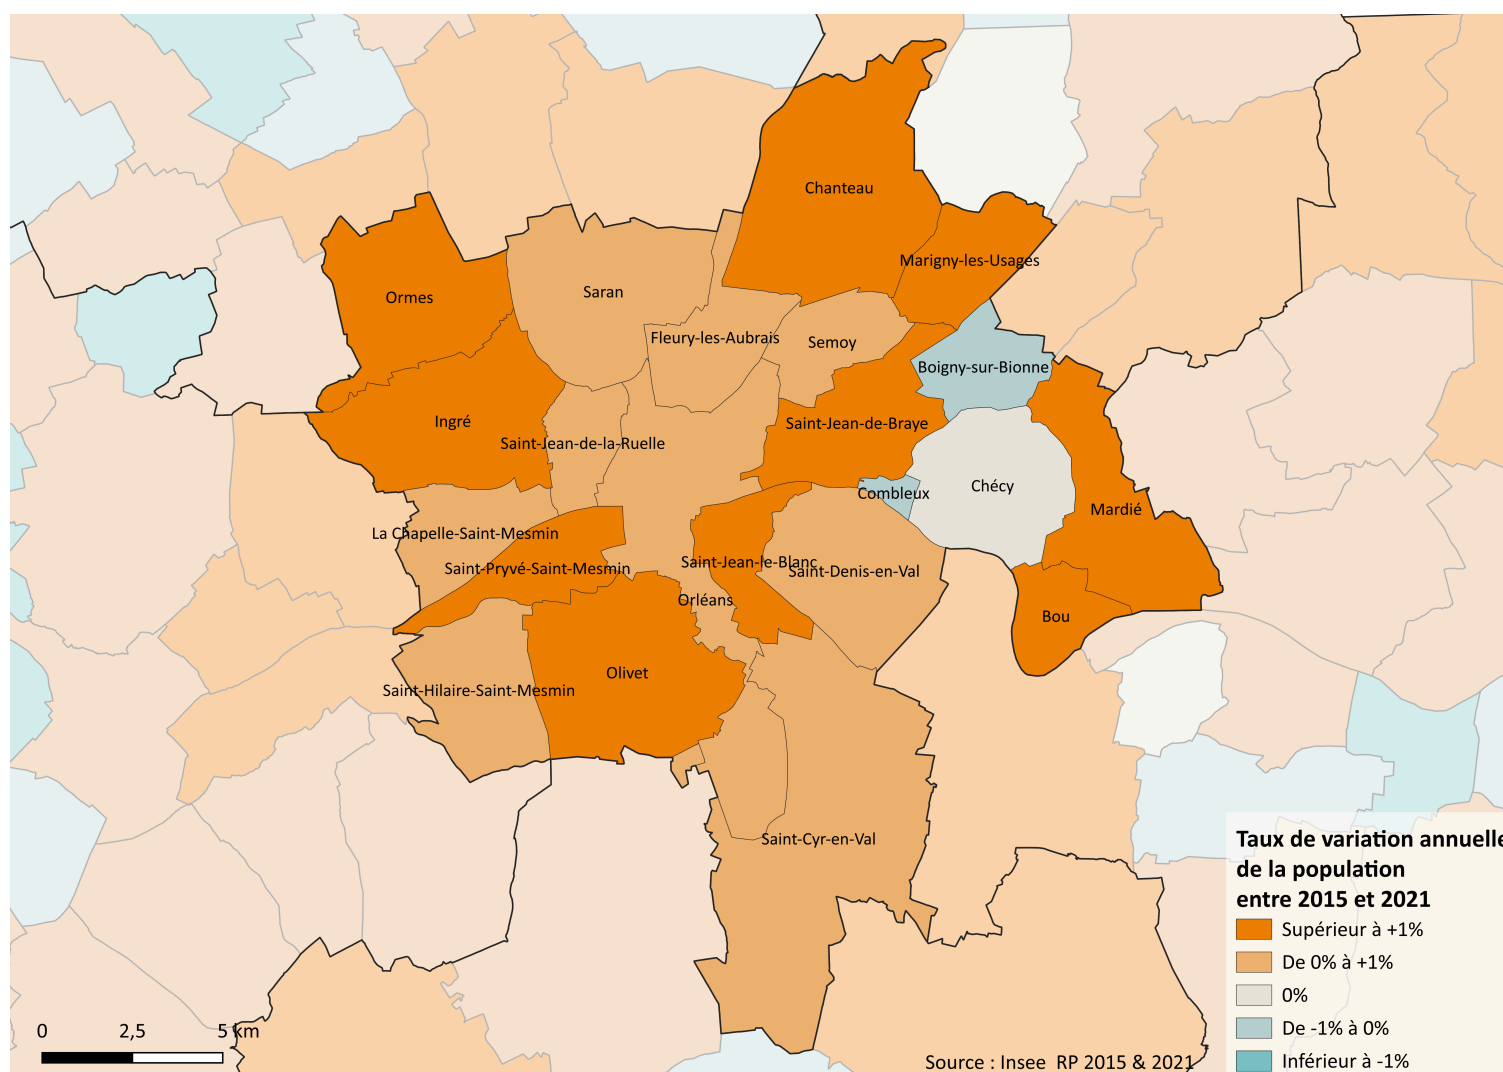 Chanteau
Marigny-les-Usages
Ormes
Saran
Fleury-les-Aubrais
Semoy
Boigny-sur-Bionne
Ingré
Saint-Jean-de-la-Ruelle
Saint-Jean-de-Braye
Combleux
Chécy
Mardié
La Chapelle-Saint-Mesmin
Saint-Pryvé-Saint-Mesmin
Saint-Jean-le-Blanc
Saint-Denis-en-Val
Orléans
Bou
Olivet
Saint-Hilaire-Saint-Mesmin
Saint-Cyr-en-Val
Taux de variation annuelle
de la population
entre 2015 et 2021
Supérieur à +1%
De 0% à +1%
0%
De -1% à 0%
Inférieur à -1%
0 2,5 5 km
Source : Insee RP 2015 & 2021